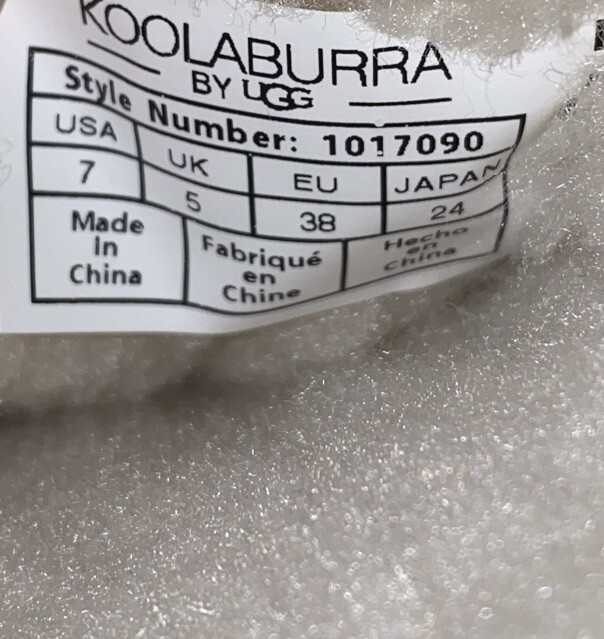 KOOLABURRA
BY UGG
Style Number: 1017090
USA UK EU JAPAN
7 5 38 24
Made in China
Fabriqué en Chine
Hecho en China